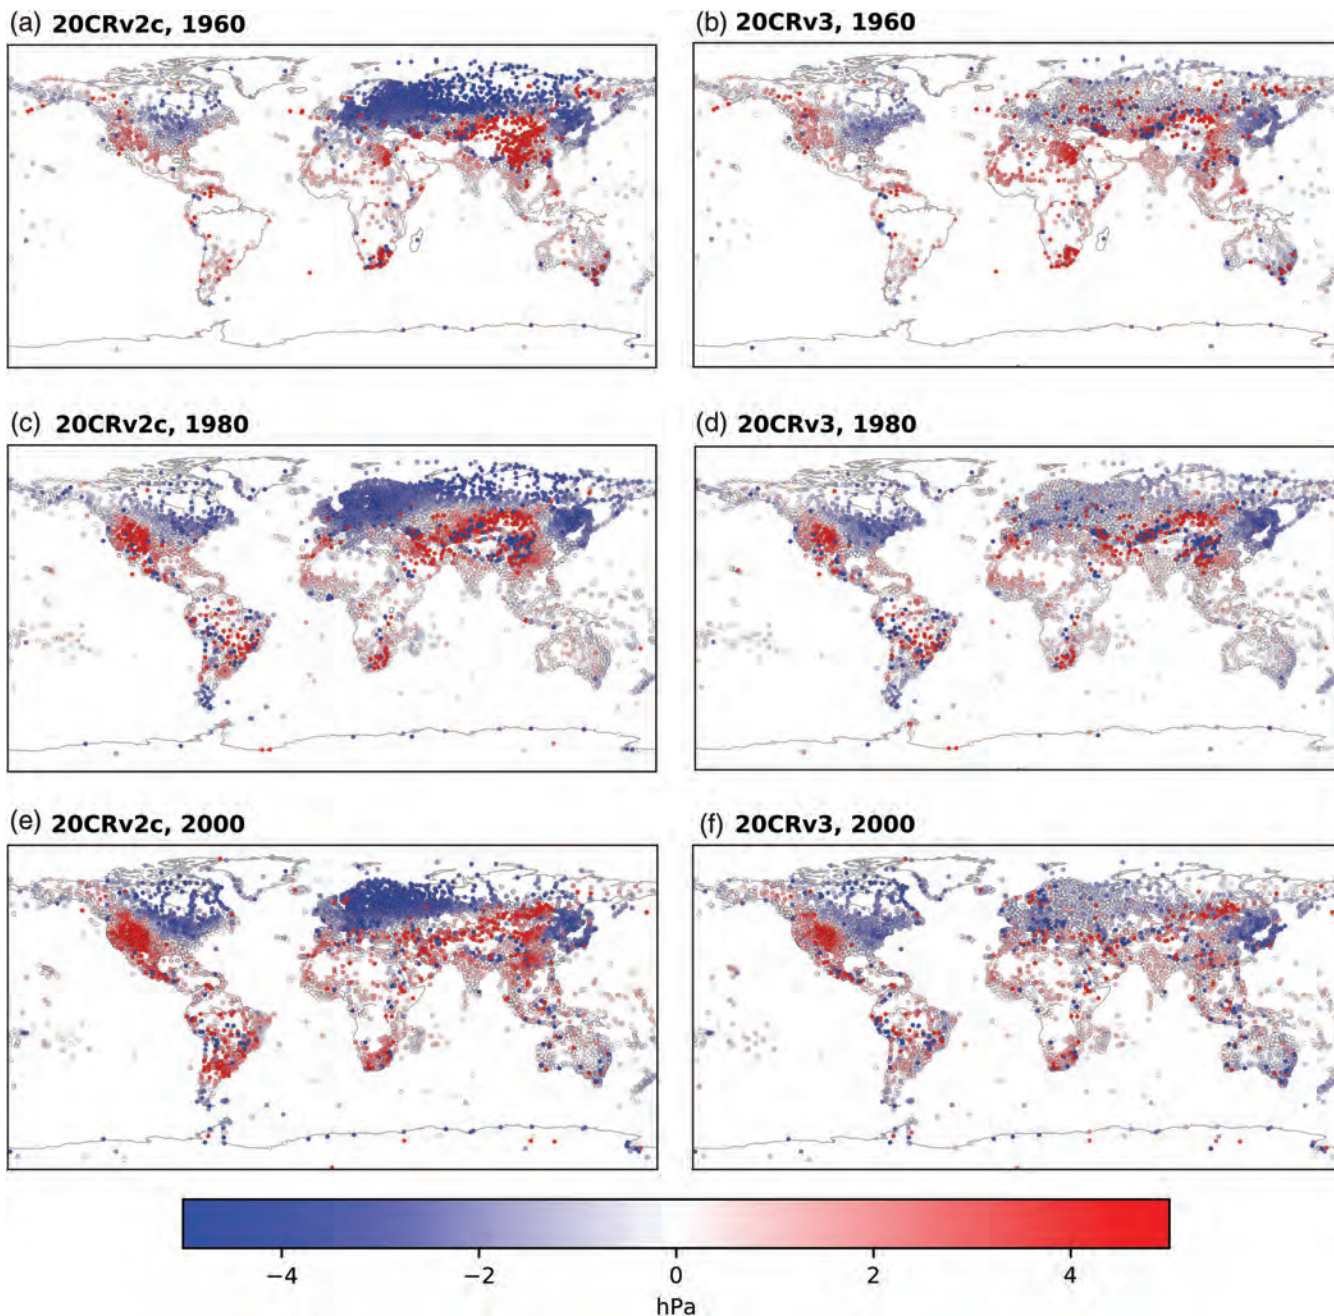 (a) 20CRv2c, 1960
(b) 20CRv3, 1960
(c) 20CRv2c, 1980
(d) 20CRv3, 1980
(e) 20CRv2c, 2000
(f) 20CRv3, 2000
−4 −2 0 2 4
hPa